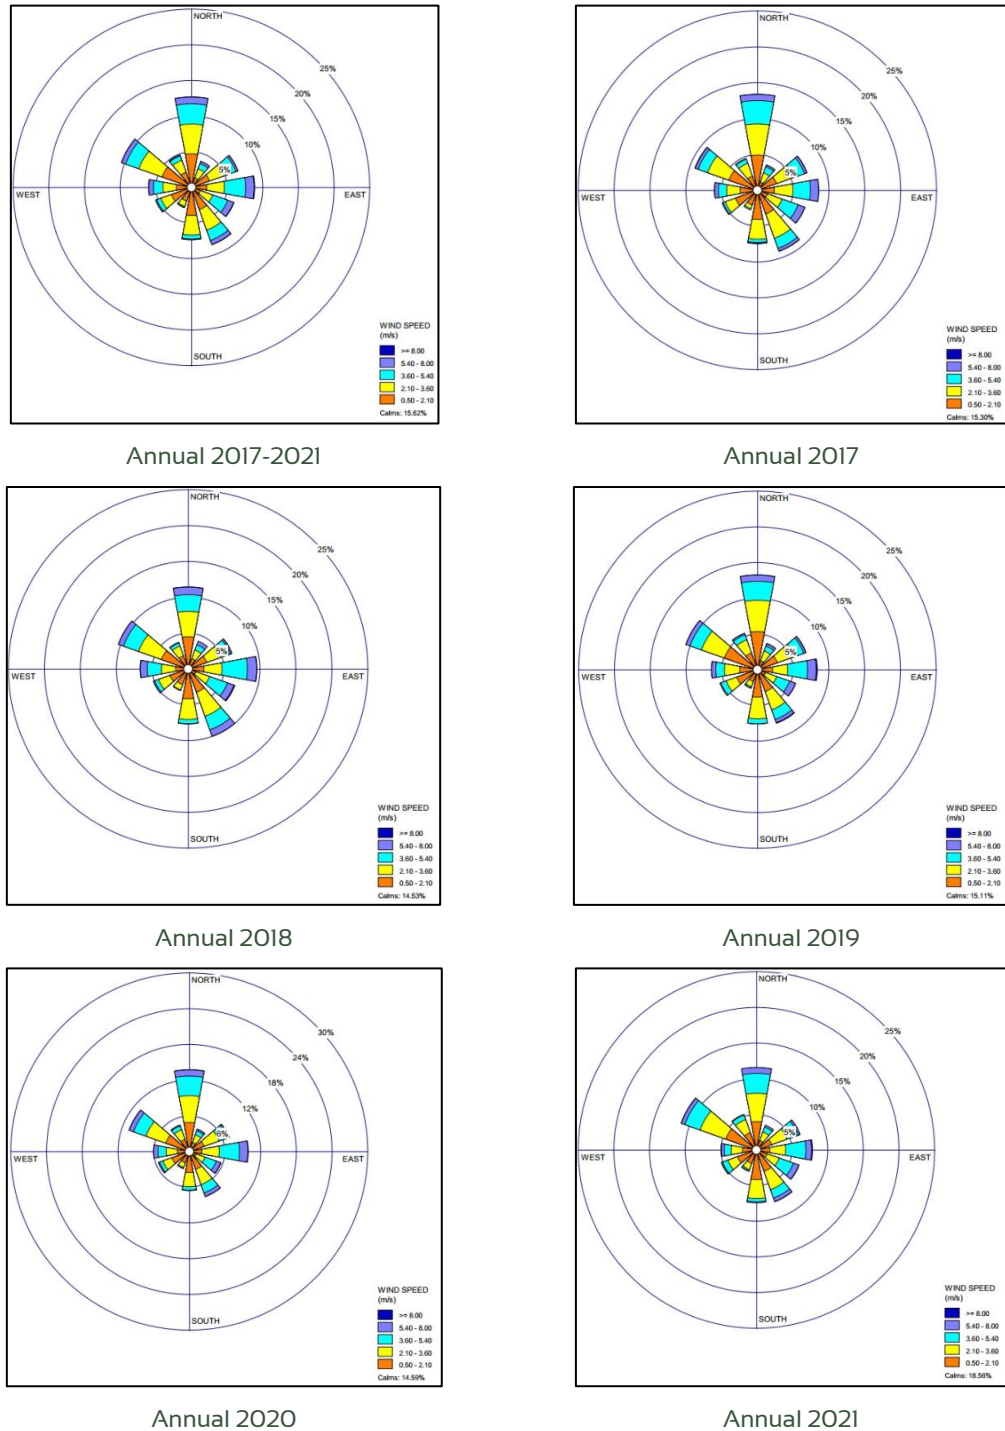 NORTH
25%
20%
15%
10%
5%
WEST
EAST
WIND SPEED
(m/s)
>= 8.00
5.40 - 8.00
3.60 - 5.40
2.10 - 3.60
0.50 - 2.10
SOUTH
Calms: 15.62%
Annual 2017-2021
NORTH
25%
20%
15%
10%
5%
WEST
EAST
WIND SPEED
(m/s)
>= 8.00
5.40 - 8.00
3.60 - 5.40
2.10 - 3.60
0.50 - 2.10
SOUTH
Calms: 15.30%
Annual 2017
NORTH
25%
20%
15%
10%
5%
WEST
EAST
WIND SPEED
(m/s)
>= 8.00
5.40 - 8.00
3.60 - 5.40
2.10 - 3.60
0.50 - 2.10
SOUTH
Calms: 14.53%
Annual 2018
NORTH
25%
20%
15%
10%
5%
WEST
EAST
WIND SPEED
(m/s)
>= 8.00
5.40 - 8.00
3.60 - 5.40
2.10 - 3.60
0.50 - 2.10
SOUTH
Calms: 15.11%
Annual 2019
NORTH
30%
24%
18%
12%
6%
WEST
EAST
WIND SPEED
(m/s)
>= 8.00
5.40 - 8.00
3.60 - 5.40
2.10 - 3.60
0.50 - 2.10
SOUTH
Calms: 14.59%
Annual 2020
NORTH
25%
20%
15%
10%
5%
WEST
EAST
WIND SPEED
(m/s)
>= 8.00
5.40 - 8.00
3.60 - 5.40
2.10 - 3.60
0.50 - 2.10
SOUTH
Calms: 18.56%
Annual 2021